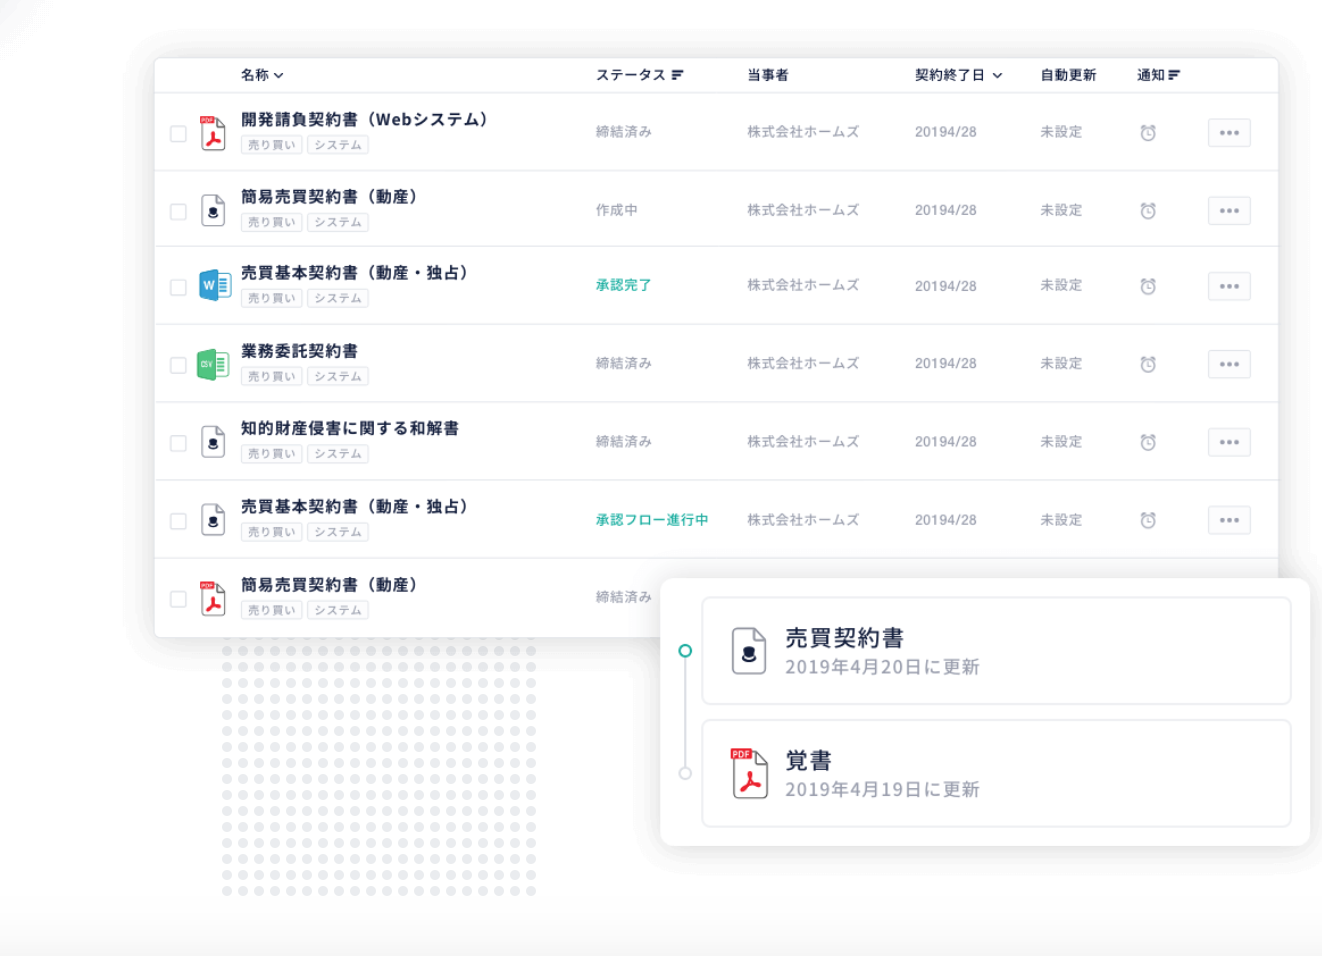 名称 ステータス 当事者 契約終了日 自動更新 通知
PDF 開発請負契約書（Webシステム）
売り買い システム 締結済み 株式会社ホームズ 20194/28 未設定
簡易売買契約書（動産）
売り買い システム 作成中 株式会社ホームズ 20194/28 未設定
W 売買基本契約書（動産・独占）
売り買い システム 承認完了 株式会社ホームズ 20194/28 未設定
CSV 業務委託契約書
売り買い システム 締結済み 株式会社ホームズ 20194/28 未設定
知的財産侵害に関する和解書
売り買い システム 締結済み 株式会社ホームズ 20194/28 未設定
売買基本契約書（動産・独占）
売り買い システム 承認フロー進行中 株式会社ホームズ 20194/28 未設定
PDF 簡易売買契約書（動産）
売り買い システム 締結済み
売買契約書
2019年4月20日に更新
PDF 覚書
2019年4月19日に更新